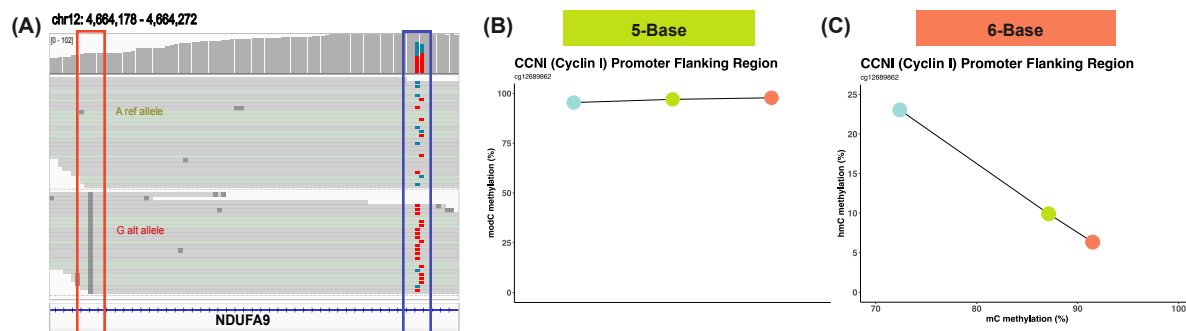 (A)
chr12: 4,664,178 - 4,664,272
[0 - 102]
A ref allele
G alt allele
NDUFA9
(B)
5-Base
CCNI (Cyclin I) Promoter Flanking Region
cg12689862
modC methylation (%)
100
75
50
25
0
(C)
6-Base
CCNI (Cyclin I) Promoter Flanking Region
cg12689862
hmC methylation (%)
25
20
15
10
5
0
70
80
90
100
mC methylation (%)